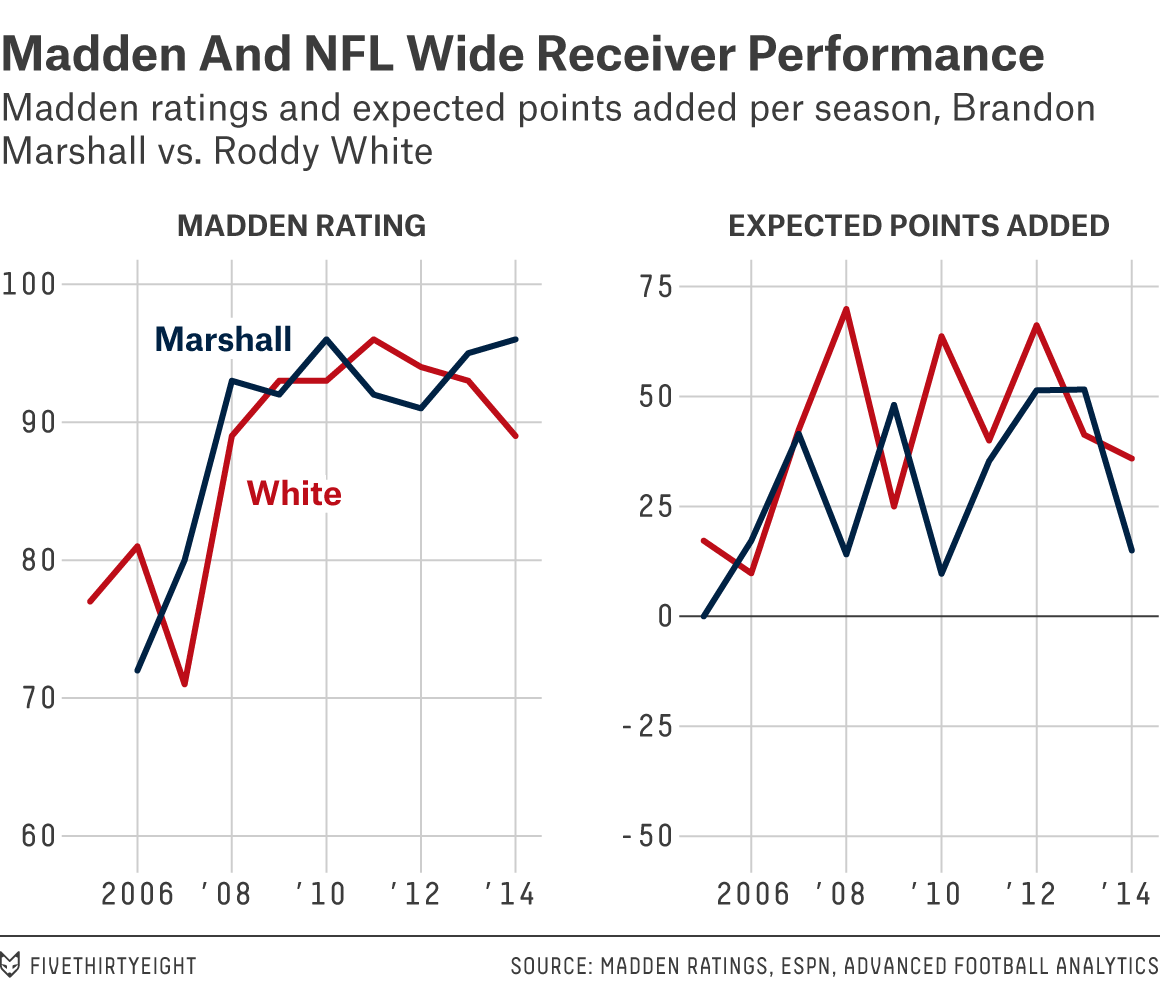 Madden And NFL Wide Receiver Performance
Madden ratings and expected points added per season, Brandon
Marshall vs. Roddy White
MADDEN RATING
100
90
80
70
60
Marshall
White
2006 ’08 ’10 ’12 ’14
EXPECTED POINTS ADDED
75
50
25
0
-25
-50
2006 ’08 ’10 ’12 ’14
FIVETHIRTYEIGHT
SOURCE: MADDEN RATINGS, ESPN, ADVANCED FOOTBALL ANALYTICS